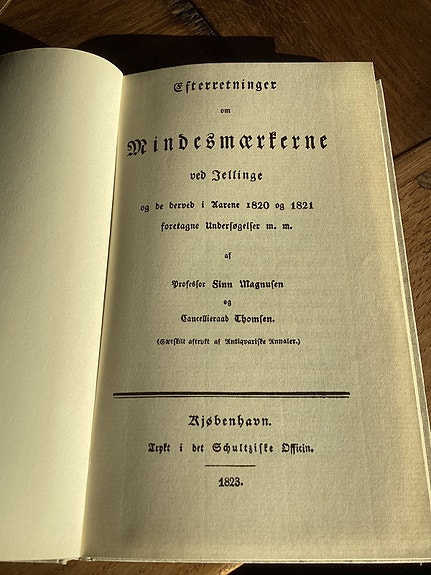 Efterretninger
om
Mindesmærkerne
ved Jellinge
og de derved i Aarene 1820 og 1821
foretagne Undersøgelser m. m.
af
Professor Finn Magnusen
og
Cancellieraad Thomsen.
(Særskilt aftrykt af Antiqvariske Annaler.)
Kjøbenhavn.
Trykt i det Schultziske Officin.
1823.